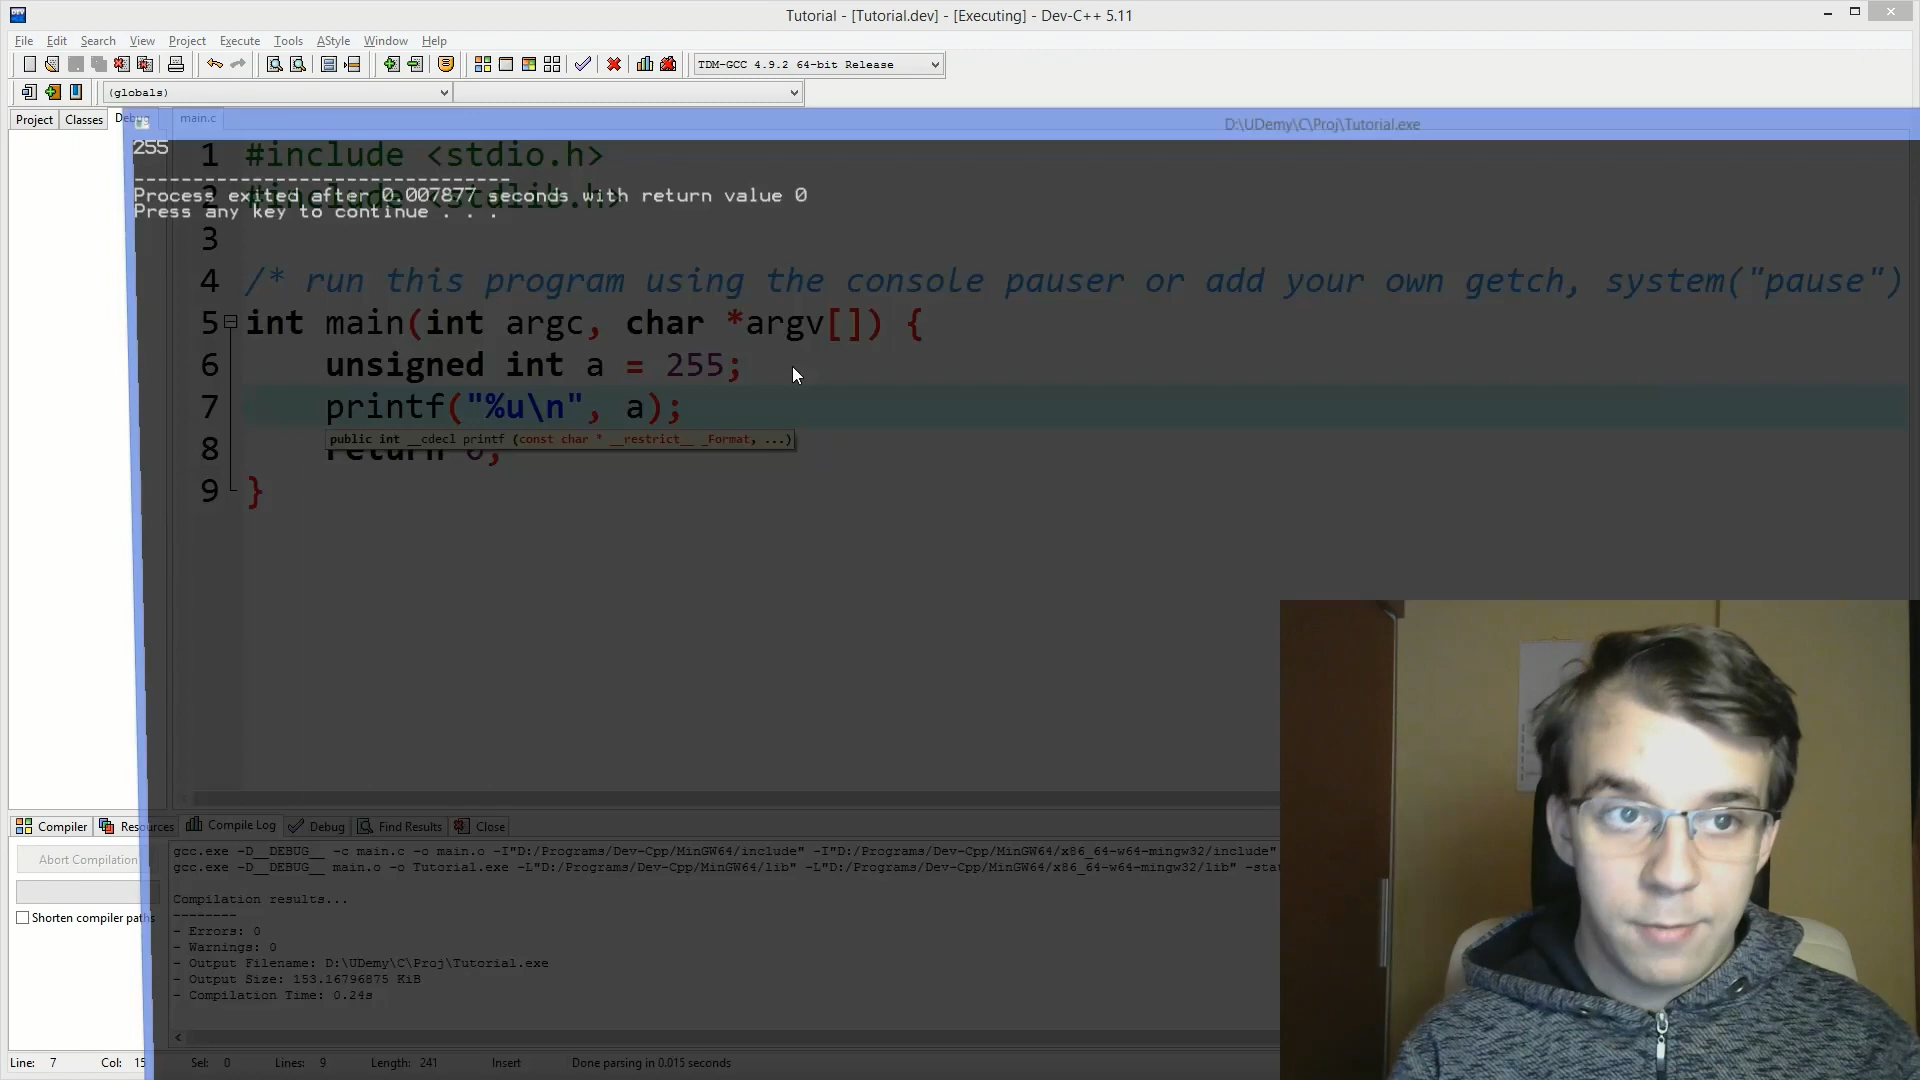 Tutorial - [Tutorial.dev] - [Executing] - Dev-C++ 5.11
File Edit Search View Project Execute Tools AStyle Window Help
TDM-GCC 4.9.2 64-bit Release
(globals)
Project Classes Debug main.c
D:\UDemy\C\Proj\Tutorial.exe
255
--------------------------------
Process exited after 0.007877 seconds with return value 0
Press any key to continue . . .
1 #include <stdio.h>
2 #include <stdlib.h>
3
4 /* run this program using the console pauser or add your own getch, system("pause")
5 int main(int argc, char *argv[]) {
6 unsigned int a = 255;
7 printf("%u\n", a);
public int __cdecl printf (const char * __restrict__ _Format, ...)
8 return 0;
9 }
Compiler Resources Compile Log Debug Find Results Close
Abort Compilation
Shorten compiler paths
gcc.exe -D__DEBUG__ -c main.c -o main.o -I"D:/Programs/Dev-Cpp/MinGW64/include" -I"D:/Programs/Dev-Cpp/MinGW64/x86_64-w64-mingw32/include"
gcc.exe -D__DEBUG__ main.o -o Tutorial.exe -L"D:/Programs/Dev-Cpp/MinGW64/lib" -L"D:/Programs/Dev-Cpp/MinGW64/x86_64-w64-mingw32/lib" -sta
Compilation results...
--------
- Errors: 0
- Warnings: 0
- Output Filename: D:\UDemy\C\Proj\Tutorial.exe
- Output Size: 153.16796875 KiB
- Compilation Time: 0.24s
Line: 7 Col: 15 Sel: 0 Lines: 9 Length: 241 Insert Done parsing in 0.015 seconds